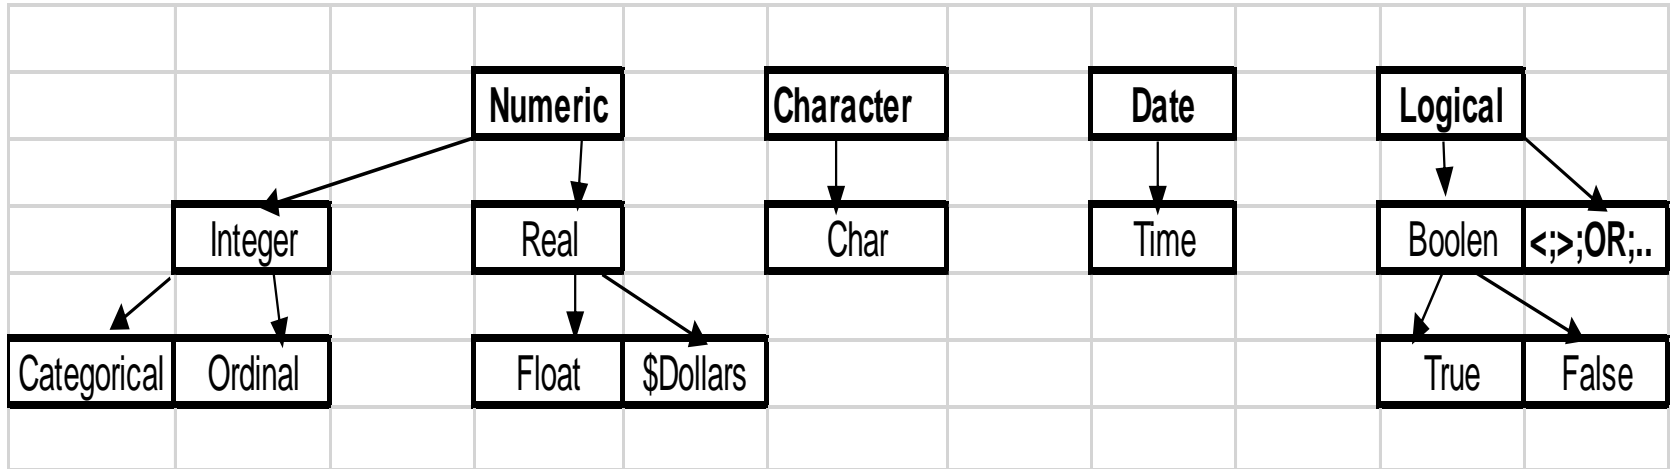 Numeric Character Date Logical
Integer Real Char Time Boolen <;>;OR;..
Categorical Ordinal Float $Dollars True False